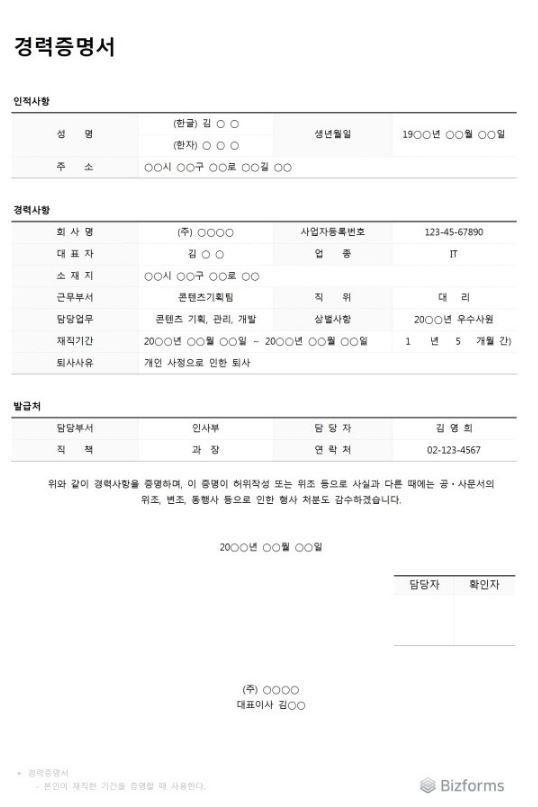 경력증명서
인적사항
성 명 (한글) 김 ○ ○ 생년월일 19○○년 ○○월 ○○일
(한자) ○ ○ ○
주 소 ○○시 ○○구 ○○로 ○○길 ○○
경력사항
회 사 명 (주) ○○○○ 사업자등록번호 123-45-67890
대 표 자 김 ○ ○ 업 종 IT
소 재 지 ○○시 ○○구 ○○로 ○○
근무부서 콘텐츠기획팀 직 위 대 리
담당업무 콘텐츠 기획, 관리, 개발 상벌사항 20○○년 우수사원
재직기간 20○○년 ○○월 ○○일 ~ 20○○년 ○○월 ○○일 1 년 5 개월 간)
퇴사사유 개인 사정으로 인한 퇴사
발급처
담당부서 인사부 담 당 자 김 영 희
직 책 과 장 연 락 처 02-123-4567
위와 같이 경력사항을 증명하며, 이 증명이 허위작성 또는 위조 등으로 사실과 다른 때에는 공·사문서의
위조, 변조, 동행사 등으로 인한 형사 처분도 감수하겠습니다.
20○○년 ○○월 ○○일
담당자 확인자
(주) ○○○○
대표이사 김○○
• 경력증명서
- 본인이 재직한 기간을 증명할 때 사용한다.
Bizforms